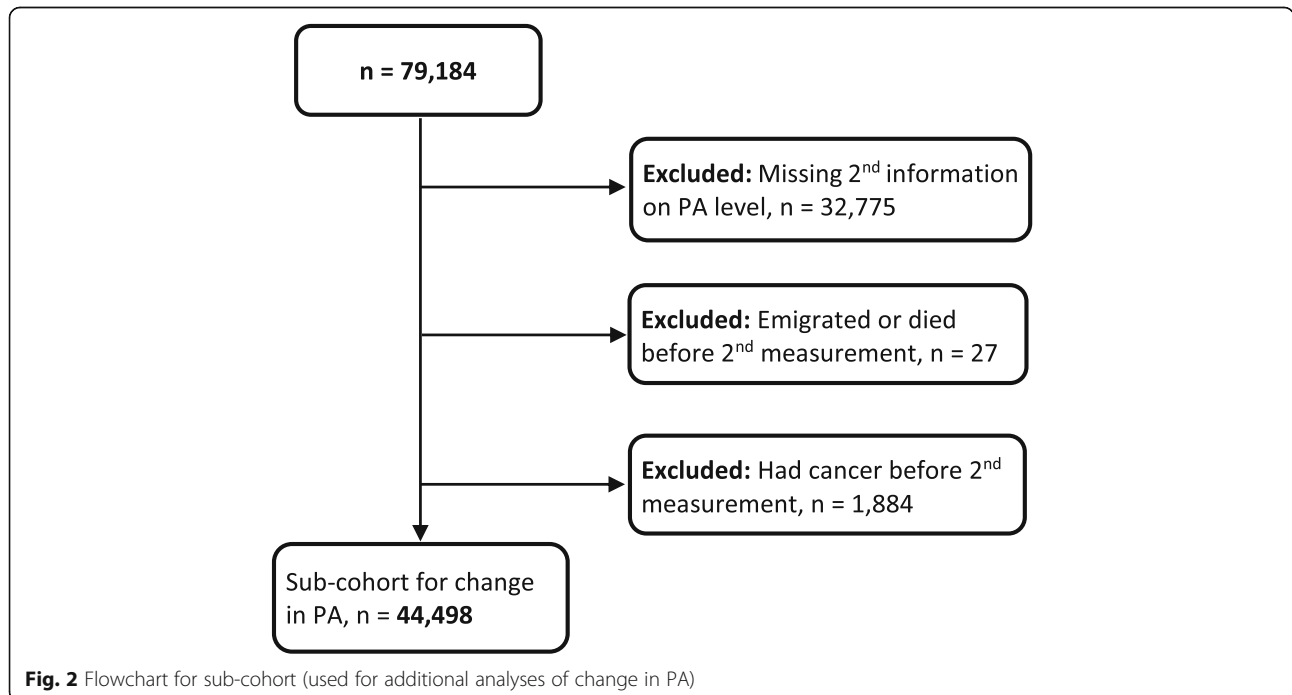 n = 79,184
Excluded: Missing 2nd information
on PA level, n = 32,775
Excluded: Emigrated or died
before 2nd measurement, n = 27
Excluded: Had cancer before 2nd
measurement, n = 1,884
Sub-cohort for change
in PA, n = 44,498
Fig. 2 Flowchart for sub-cohort (used for additional analyses of change in PA)